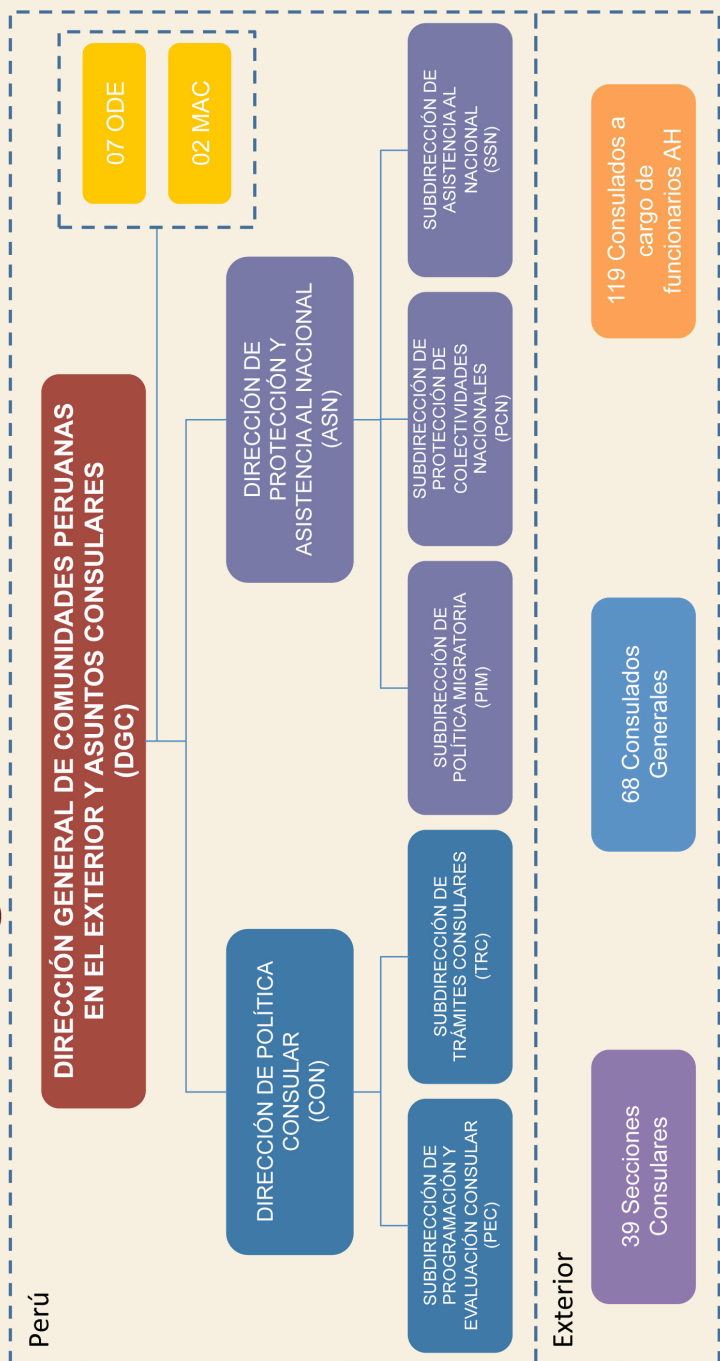 Perú
DIRECCIÓN GENERAL DE COMUNIDADES PERUANAS
EN EL EXTERIOR Y ASUNTOS CONSULARES
(DGC)
07 ODE
02 MAC
DIRECCIÓN DE POLÍTICA
CONSULAR
(CON)
DIRECCIÓN DE
PROTECCIÓN Y
ASISTENCIA AL NACIONAL
(ASN)
SUBDIRECCIÓN DE
PROGRAMACIÓN Y
EVALUACIÓN CONSULAR
(PEC)
SUBDIRECCIÓN DE
TRÁMITES CONSULARES
(TRC)
SUBDIRECCIÓN DE
POLÍTICA MIGRATORIA
(PIM)
SUBDIRECCIÓN DE
PROTECCIÓN DE
COLECTIVIDADES
NACIONALES
(PCN)
SUBDIRECCIÓN DE
ASISTENCIA AL
NACIONAL
(SSN)
Exterior
39 Secciones
Consulares
68 Consulados
Generales
119 Consulados a
cargo de
funcionarios AH